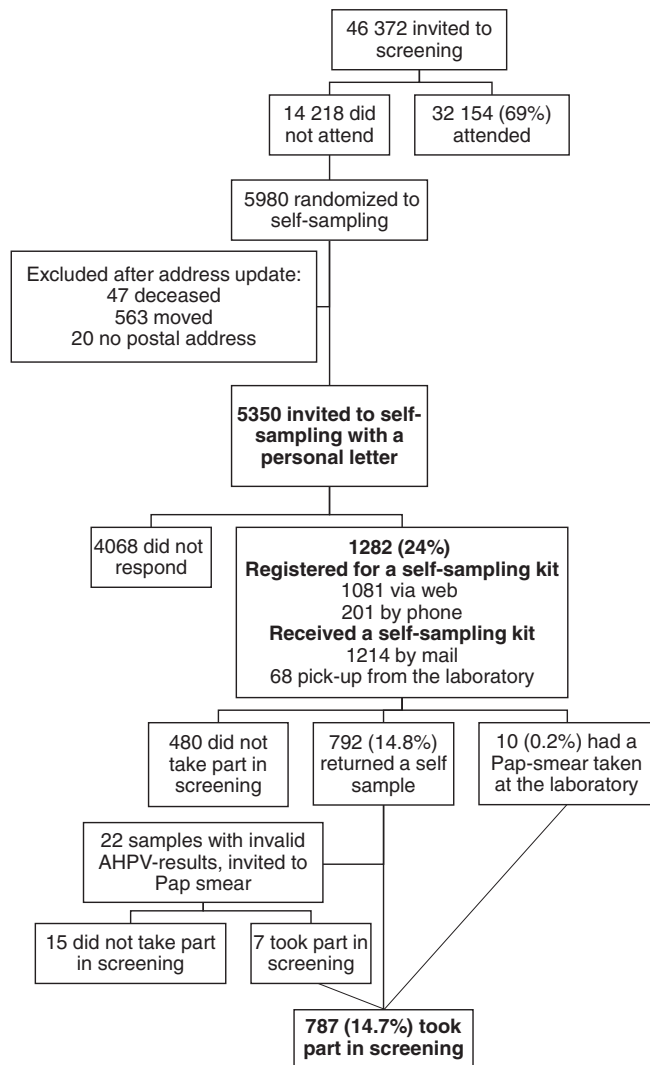 46 372 invited to
screening
14 218 did
not attend
32 154 (69%)
attended
5980 randomized to
self-sampling
Excluded after address update:
47 deceased
563 moved
20 no postal address
5350 invited to self-
sampling with a
personal letter
4068 did not
respond
1282 (24%)
Registered for a self-sampling kit
1081 via web
201 by phone
Received a self-sampling kit
1214 by mail
68 pick-up from the laboratory
480 did not
take part in
screening
792 (14.8%)
returned a self
sample
10 (0.2%) had a
Pap-smear taken
at the laboratory
22 samples with invalid
AHPV-results, invited to
Pap smear
15 did not take part
in screening
7 took part in
screening
787 (14.7%) took
part in screening